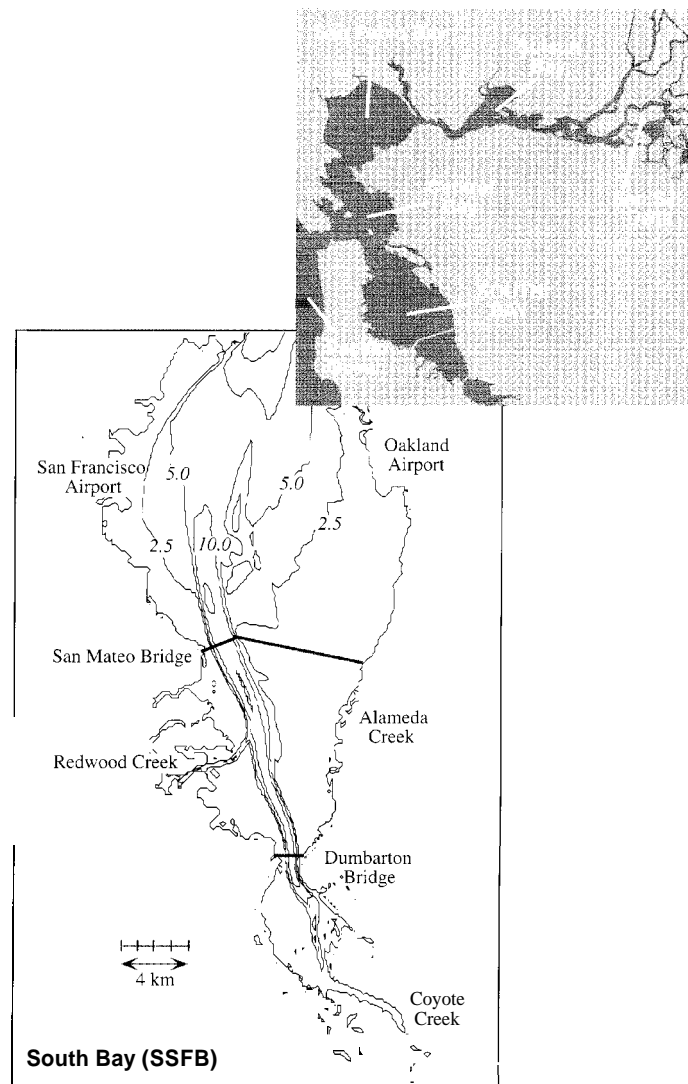 San Francisco
Airport
5.0
5.0
Oakland
Airport
2.5
2.5
10.0
San Mateo Bridge
Alameda
Creek
Redwood Creek
Dumbarton
Bridge
4 km
Coyote
Creek
South Bay (SSFB)